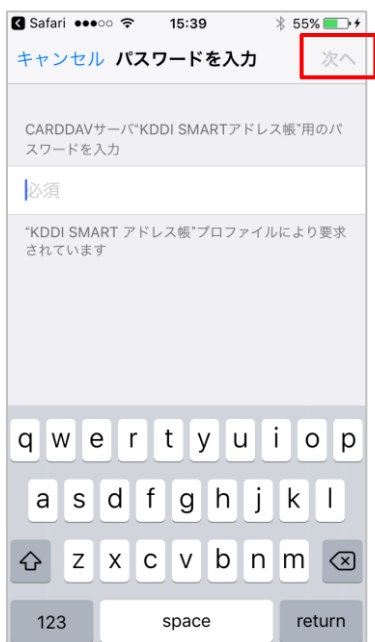 Safari 15:39 55%
キャンセル パスワードを入力 次へ
CARDDAVサーバ"KDDI SMARTアドレス帳"用のパ
スワードを入力
必須
"KDDI SMART アドレス帳"プロファイルにより要求
されています
q w e r t y u i o p
a s d f g h j k l
z x c v b n m
123 space return